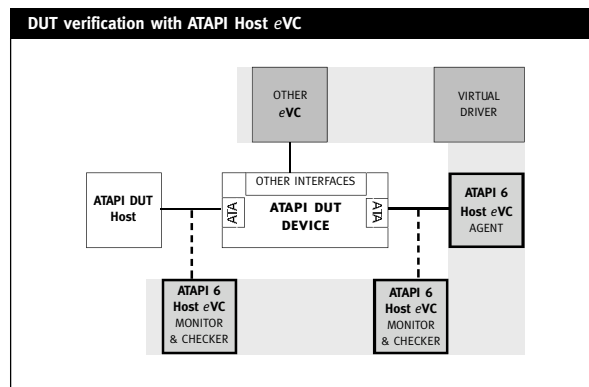 DUT verification with ATAPI Host eVC
OTHER
eVC
VIRTUAL
DRIVER
OTHER INTERFACES
ATAPI DUT
Host
ATA
ATAPI DUT
DEVICE
ATA
ATAPI 6
Host eVC
AGENT
ATAPI 6
Host eVC
MONITOR
& CHECKER
ATAPI 6
Host eVC
MONITOR
& CHECKER